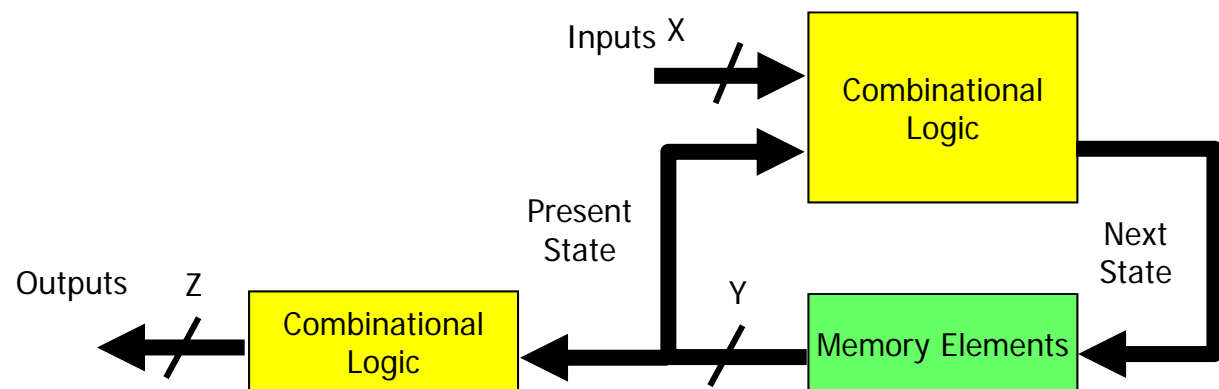 Inputs X
Combinational
Logic
Present
State
Next
State
Outputs Z
Combinational
Logic
Y
Memory Elements